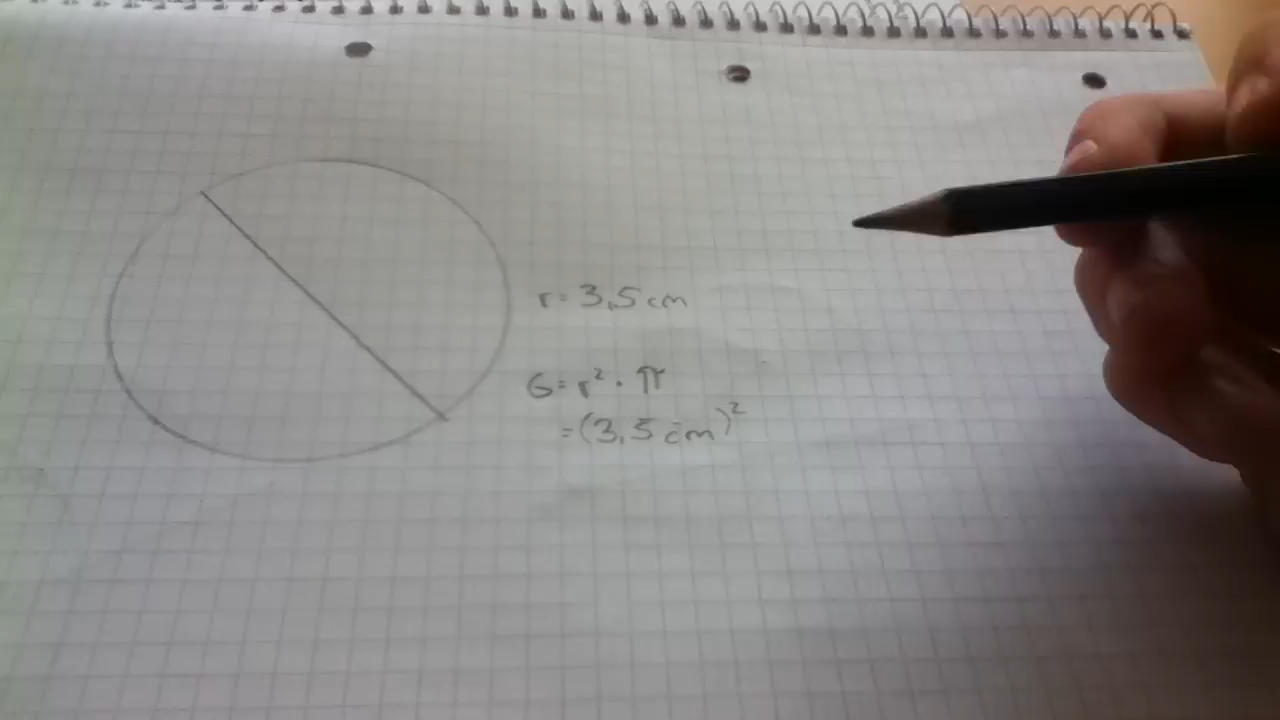 r = 3,5 cm
G = r² · π
= (3,5 cm)²